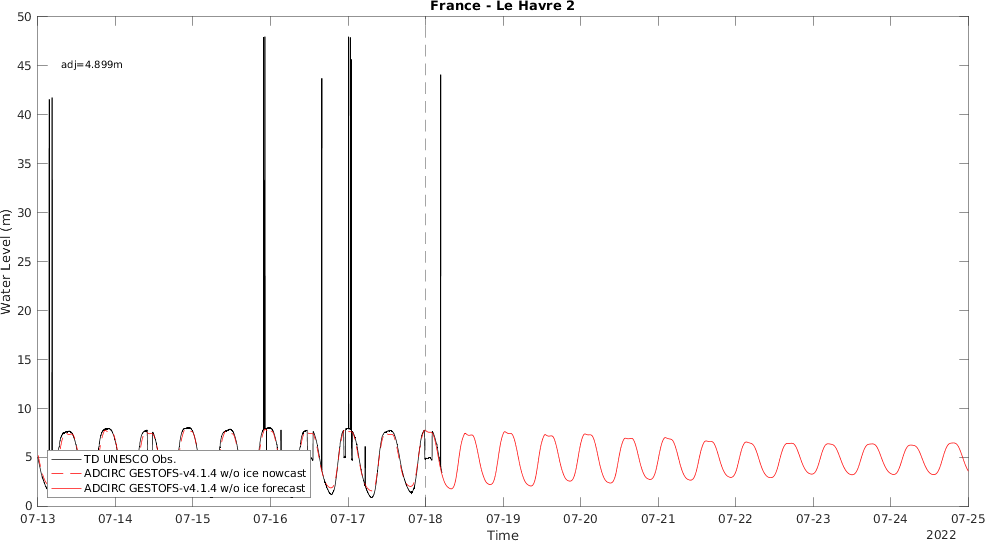 France - Le Havre 2
50
45
40
35
30
25
20
15
10
5
0
Water Level (m)
adj=4.899m
TD UNESCO Obs.
ADCIRC GESTOFS-v4.1.4 w/o ice nowcast
ADCIRC GESTOFS-v4.1.4 w/o ice forecast
07-13 07-14 07-15 07-16 07-17 07-18 07-19 07-20 07-21 07-22 07-23 07-24 07-25
Time
2022